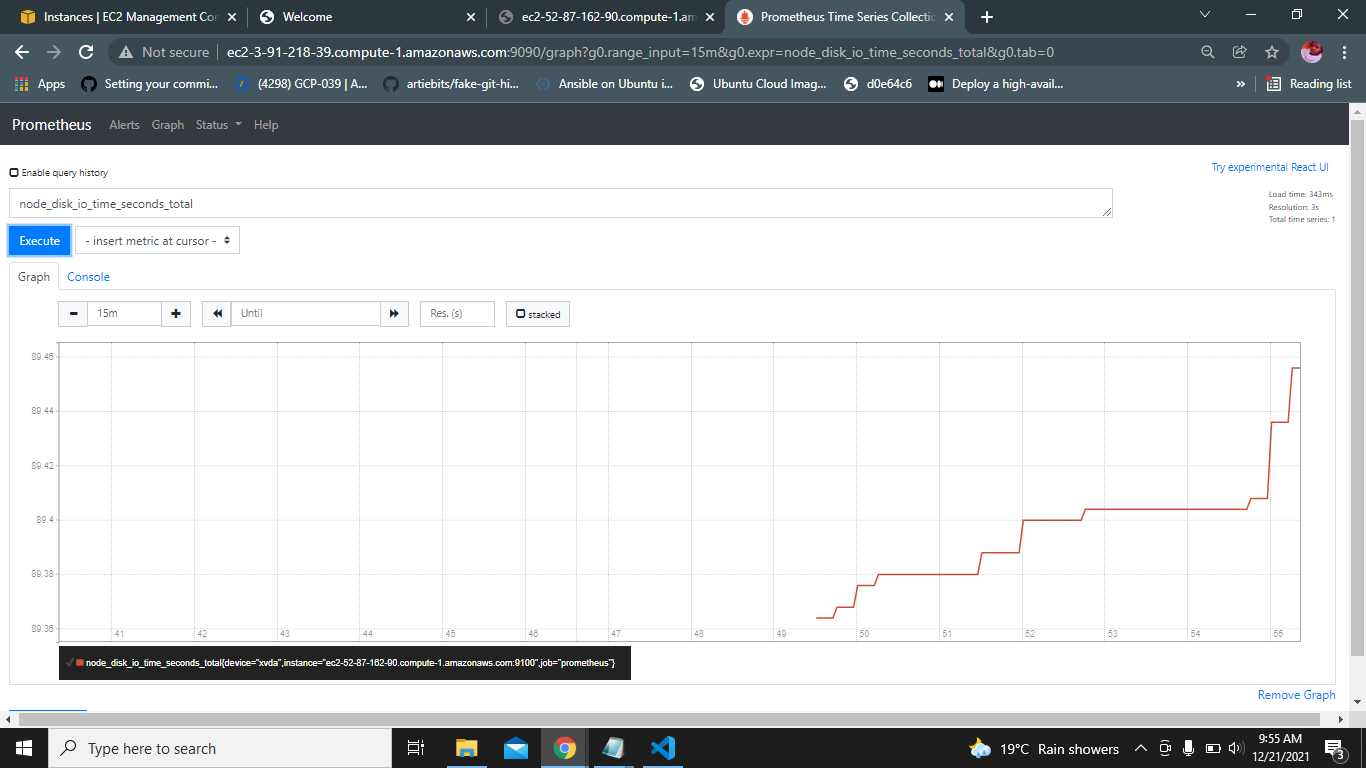 Instances | EC2 Management Con
Welcome
ec2-52-87-162-90.compute-1.am
Prometheus Time Series Collectio
Not secure
ec2-3-91-218-39.compute-1.amazonaws.com:9090/graph?g0.range_input=15m&g0.expr=node_disk_io_time_seconds_total&g0.tab=0
Apps
Setting your commi...
(4298) GCP-039 | A...
artiebits/fake-git-hi...
Ansible on Ubuntu i...
Ubuntu Cloud Imag...
d0e64c6
Deploy a high-avail...
»
Reading list
Prometheus
Alerts
Graph
Status
Help
Enable query history
Try experimental React UI
node_disk_io_time_seconds_total
Load time: 343ms
Resolution: 3s
Total time series: 1
Execute
- insert metric at cursor -
Graph
Console
15m
Until
Res. (s)
stacked
89.46
89.44
89.42
89.4
89.38
89.36
41 42 43 44 45 46 47 48 49 50 51 52 53 54 55
node_disk_io_time_seconds_total{device="xvda",instance="ec2-52-87-162-90.compute-1.amazonaws.com:9100",job="prometheus"}
Remove Graph
Type here to search
19°C Rain showers
9:55 AM
12/21/2021
3